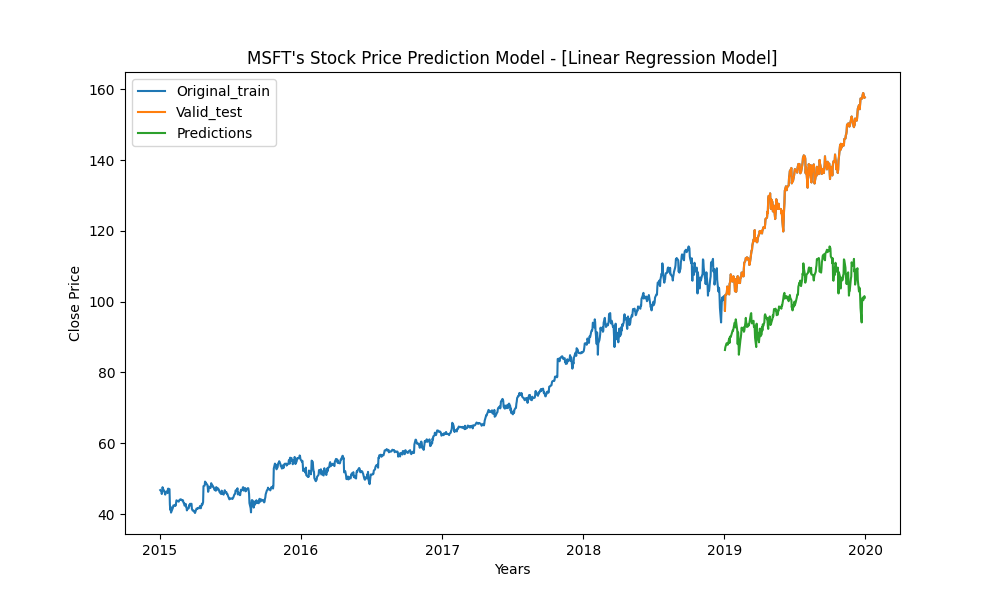 MSFT's Stock Price Prediction Model - [Linear Regression Model]
Original_train
Valid_test
Predictions
160
140
120
100
80
60
40
Close Price
2015 2016 2017 2018 2019 2020
Years